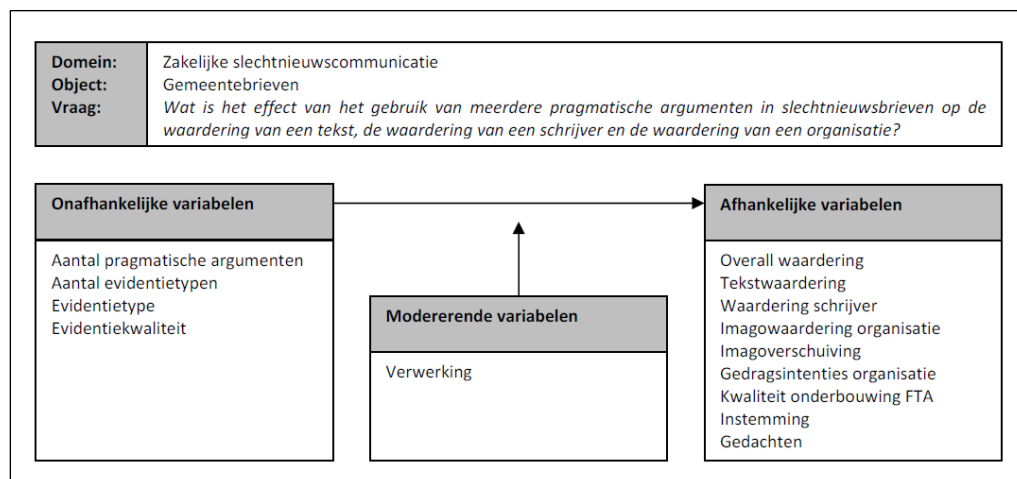 Domein: Zakelijke slechtnieuwscommunicatie
Object: Gemeentebrieven
Vraag: Wat is het effect van het gebruik van meerdere pragmatische argumenten in slechtnieuwsbrieven op de
waardering van een tekst, de waardering van een schrijver en de waardering van een organisatie?
Onafhankelijke variabelen
Aantal pragmatische argumenten
Aantal evidentietypen
Evidentietype
Evidentiekwaliteit
Modererende variabelen
Verwerking
Afhankelijke variabelen
Overall waardering
Tekstwaardering
Waardering schrijver
Imagowaardering organisatie
Imagoverschuiving
Gedragsintenties organisatie
Kwaliteit onderbouwing FTA
Instemming
Gedachten